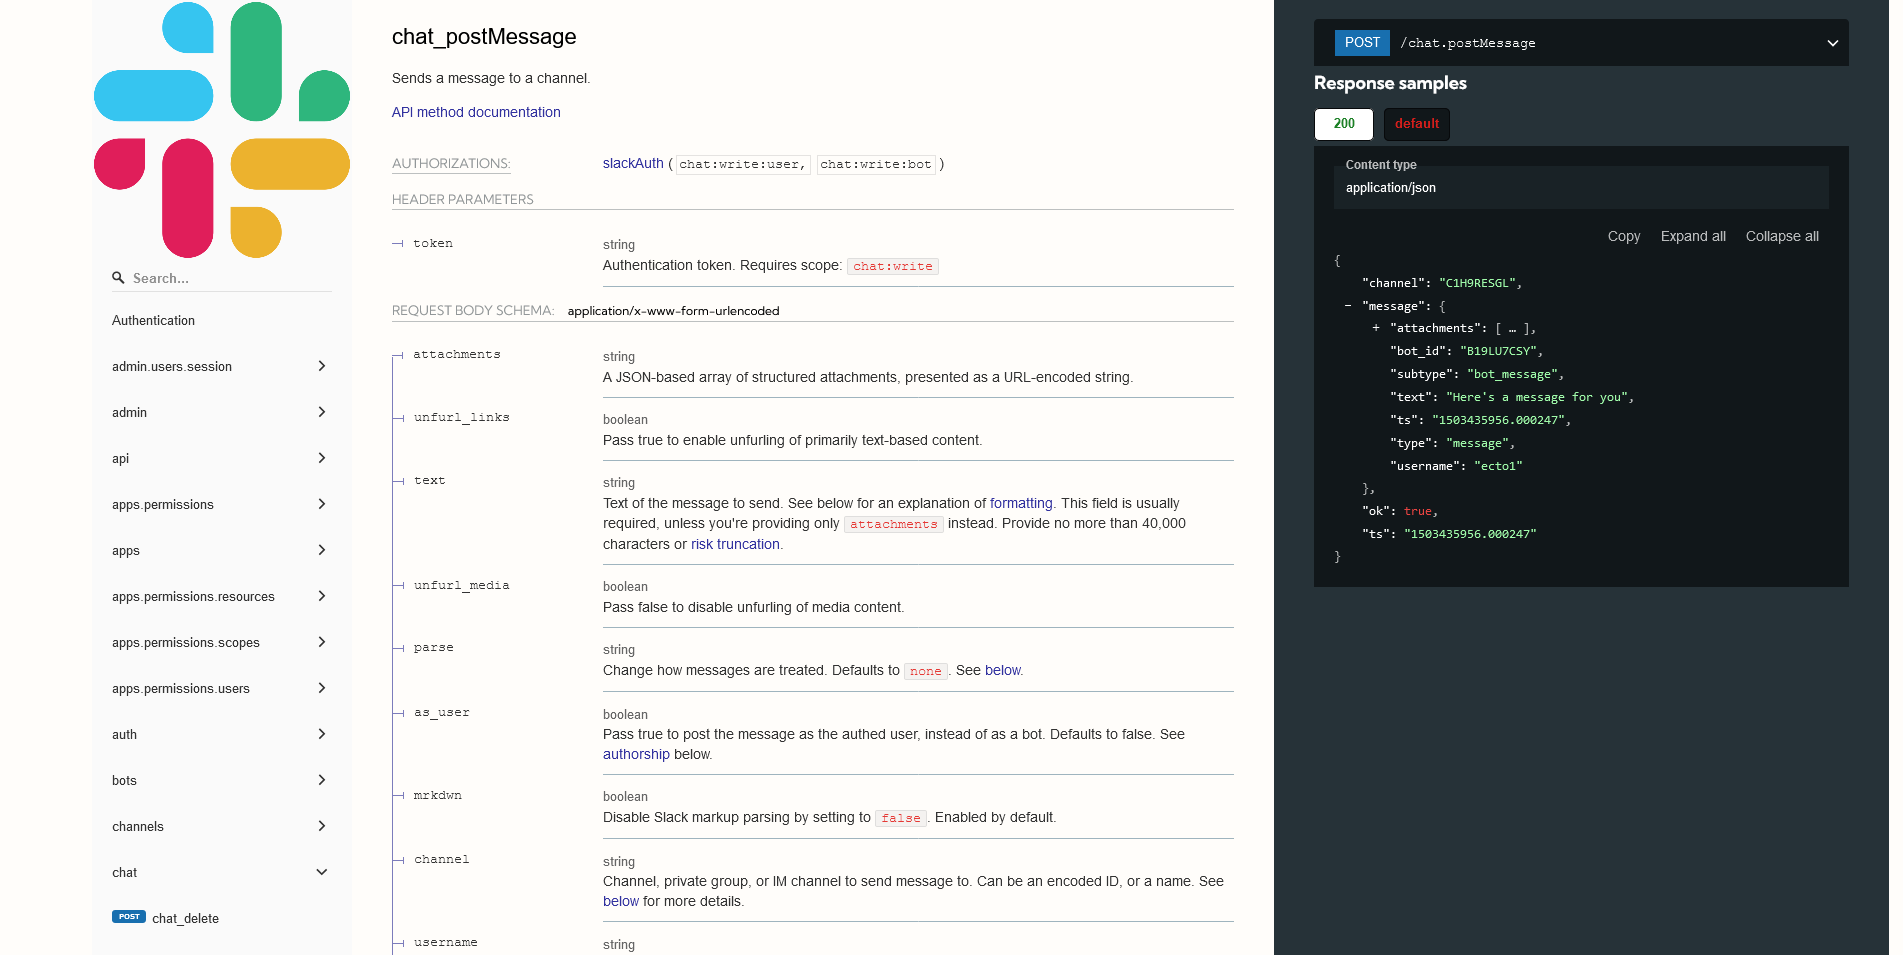 Search...
Authentication
admin.users.session
admin
api
apps.permissions
apps
apps.permissions.resources
apps.permissions.scopes
apps.permissions.users
auth
bots
channels
chat
POST chat_delete
chat_postMessage
Sends a message to a channel.
API method documentation
AUTHORIZATIONS: slackAuth ( chat:write:user, chat:write:bot )
HEADER PARAMETERS
token string
Authentication token. Requires scope: chat:write
REQUEST BODY SCHEMA: application/x-www-form-urlencoded
attachments string
A JSON-based array of structured attachments, presented as a URL-encoded string.
unfurl_links boolean
Pass true to enable unfurling of primarily text-based content.
text string
Text of the message to send. See below for an explanation of formatting. This field is usually
required, unless you're providing only attachments instead. Provide no more than 40,000
characters or risk truncation.
unfurl_media boolean
Pass false to disable unfurling of media content.
parse string
Change how messages are treated. Defaults to none. See below.
as_user boolean
Pass true to post the message as the authed user, instead of as a bot. Defaults to false. See
authorship below.
mrkdwn boolean
Disable Slack markup parsing by setting to false. Enabled by default.
channel string
Channel, private group, or IM channel to send message to. Can be an encoded ID, or a name. See
below for more details.
username string
POST /chat.postMessage
Response samples
200 default
Content type
application/json
Copy Expand all Collapse all
{
"channel": "C1H9RESGL",
- "message": {
+ "attachments": [ … ],
"bot_id": "B19LU7CSY",
"subtype": "bot_message",
"text": "Here's a message for you",
"ts": "1503435956.000247",
"type": "message",
"username": "ecto1"
},
"ok": true,
"ts": "1503435956.000247"
}